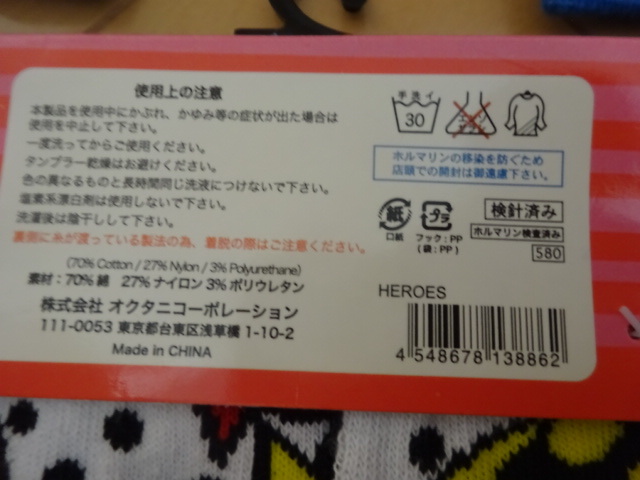 使用上の注意
本製品を使用中にかぶれ、かゆみ等の症状が出た場合は
使用を中止して下さい。
一度洗ってからご使用ください。
タンブラー乾燥はお避けください。
色の異なるものと長時間同じ洗液につけないで下さい。
塩素系漂白剤は使用しないで下さい。
洗濯後は陰干しして下さい。
裏側に糸が渡っている製法の為、着脱の際はご注意ください。
(70% Cotton / 27% Nylon / 3% Polyurethane)
素材：70% 綿 27% ナイロン 3% ポリウレタン
株式会社 オクタニコーポレーション
111-0053 東京都台東区浅草橋 1-10-2
Made in CHINA
手洗イ
30
エンソサラシ
ホルマリンの移染を防ぐため
店頭での開封は御遠慮下さい。
紙
口紙
プラ
フック：PP
(袋：PP)
検針済み
ホルマリン検査済み
580
HEROES
4 548678 138862